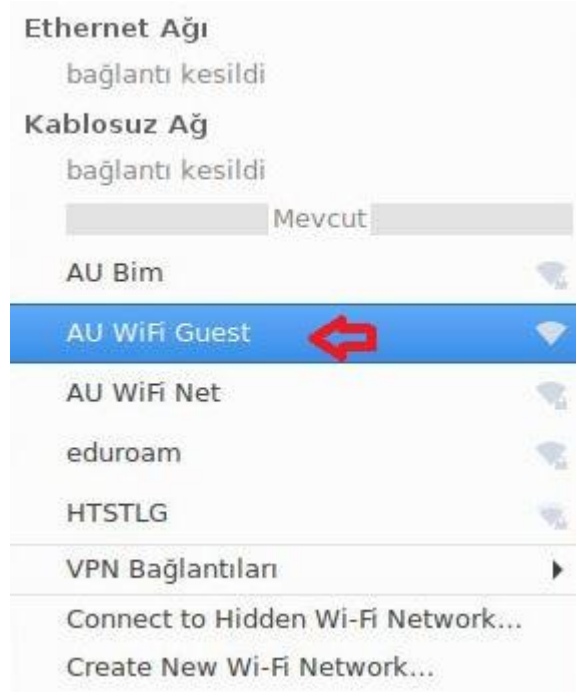 Ethernet Ağı
bağlantı kesildi
Kablosuz Ağ
bağlantı kesildi
Mevcut
AU Bim
AU WiFi Guest
AU WiFi Net
eduroam
HTSTLG
VPN Bağlantıları
Connect to Hidden Wi-Fi Network...
Create New Wi-Fi Network...